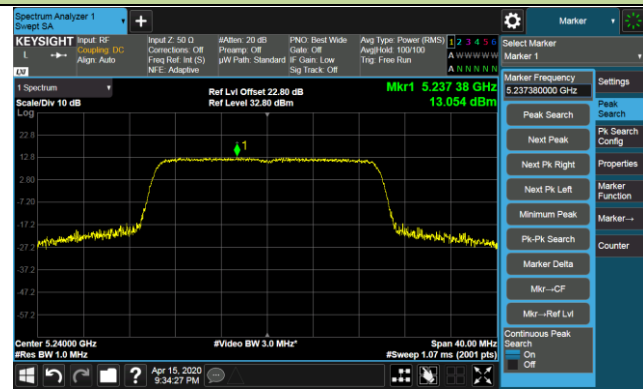 Spectrum Analyzer 1
Swept SA
+
Marker
KEYSIGHT
L
LXI
Input: RF
Coupling: DC
Align: Auto
Input Z: 50 Ω
Corrections: Off
Freq Ref: Int (S)
NFE: Adaptive
#Atten: 20 dB
Preamp: Off
µW Path: Standard
PNO: Best Wide
Gate: Off
IF Gain: Low
Sig Track: Off
Avg Type: Power (RMS)
Avg|Hold: 100/100
Trig: Free Run
1 2 3 4 5 6
A W W W W W
A N N N N N
Select Marker
Marker 1
1 Spectrum
Scale/Div 10 dB
Log
Ref Lvl Offset 22.80 dB
Ref Level 32.80 dBm
Mkr1 5.237 38 GHz
13.054 dBm
22.8
12.8
2.80
-7.20
-17.2
-27.2
-37.2
-47.2
-57.2
1
Center 5.24000 GHz
#Res BW 1.0 MHz
#Video BW 3.0 MHz*
Span 40.00 MHz
#Sweep 1.07 ms (2001 pts)
Marker Frequency
5.237380000 GHz
Peak Search
Next Peak
Next Pk Right
Next Pk Left
Minimum Peak
Pk-Pk Search
Marker Delta
Mkr→CF
Mkr→Ref Lvl
Continuous Peak
Search
On
Off
Settings
Peak
Search
Pk Search
Config
Properties
Marker
Function
Marker→
Counter
?
Apr 15, 2020
9:34:27 PM